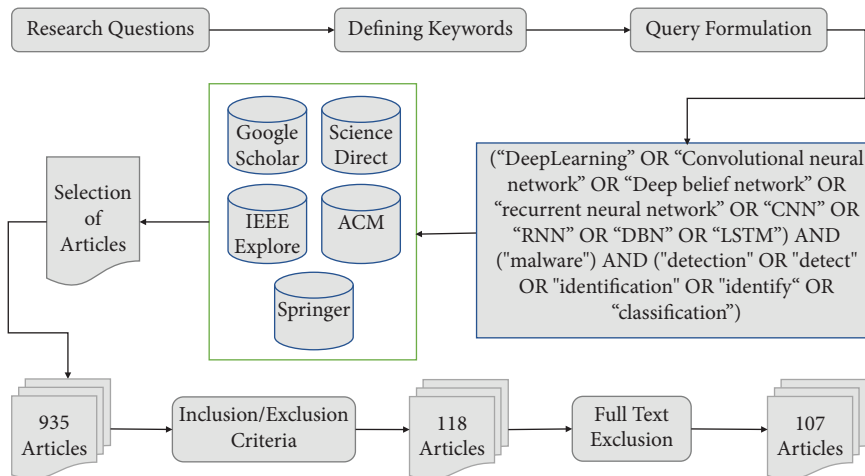 Research Questions
Defining Keywords
Query Formulation
Google
Scholar
Science
Direct
IEEE
Explore
ACM
Springer
(“DeepLearning” OR “Convolutional neural
network” OR “Deep belief network” OR
“recurrent neural network” OR “CNN” OR
“RNN” OR “DBN” OR “LSTM”) AND
("malware") AND ("detection" OR "detect"
OR "identification" OR "identify“ OR
“classification”)
Selection
of
Articles
935
Articles
Inclusion/Exclusion
Criteria
118
Articles
Full Text
Exclusion
107
Articles